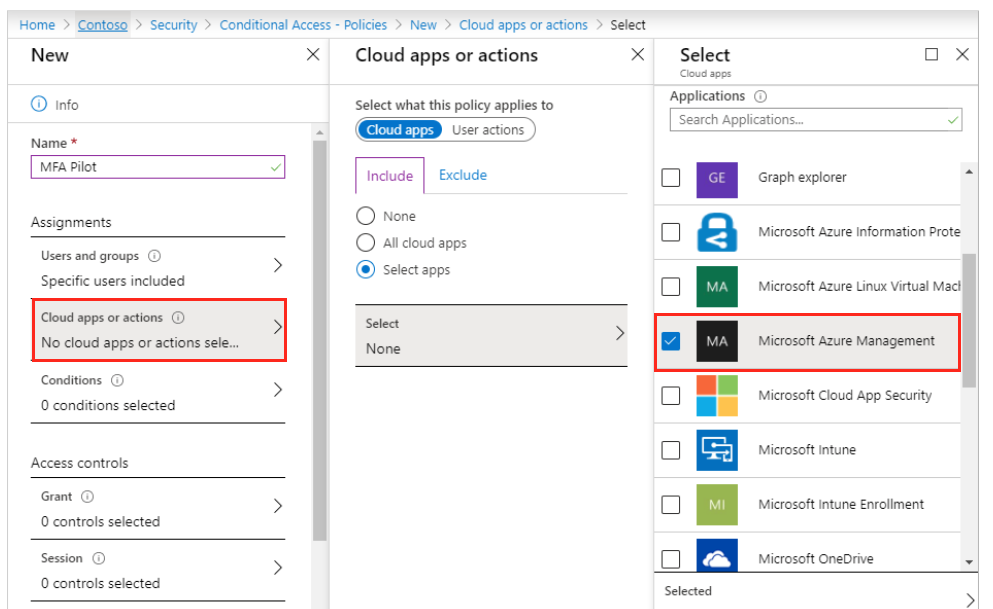 Home > Contoso > Security > Conditional Access - Policies > New > Cloud apps or actions > Select
New
Info
Name *
MFA Pilot
Assignments
Users and groups
Specific users included
Cloud apps or actions
No cloud apps or actions sele...
Conditions
0 conditions selected
Access controls
Grant
0 controls selected
Session
0 controls selected
Cloud apps or actions
Select what this policy applies to
Cloud apps User actions
Include Exclude
None
All cloud apps
Select apps
Select
None
Select
Cloud apps
Applications
Search Applications...
GE Graph explorer
Microsoft Azure Information Prote
MA Microsoft Azure Linux Virtual Mach
MA Microsoft Azure Management
Microsoft Cloud App Security
Microsoft Intune
MI Microsoft Intune Enrollment
Microsoft OneDrive
Selected